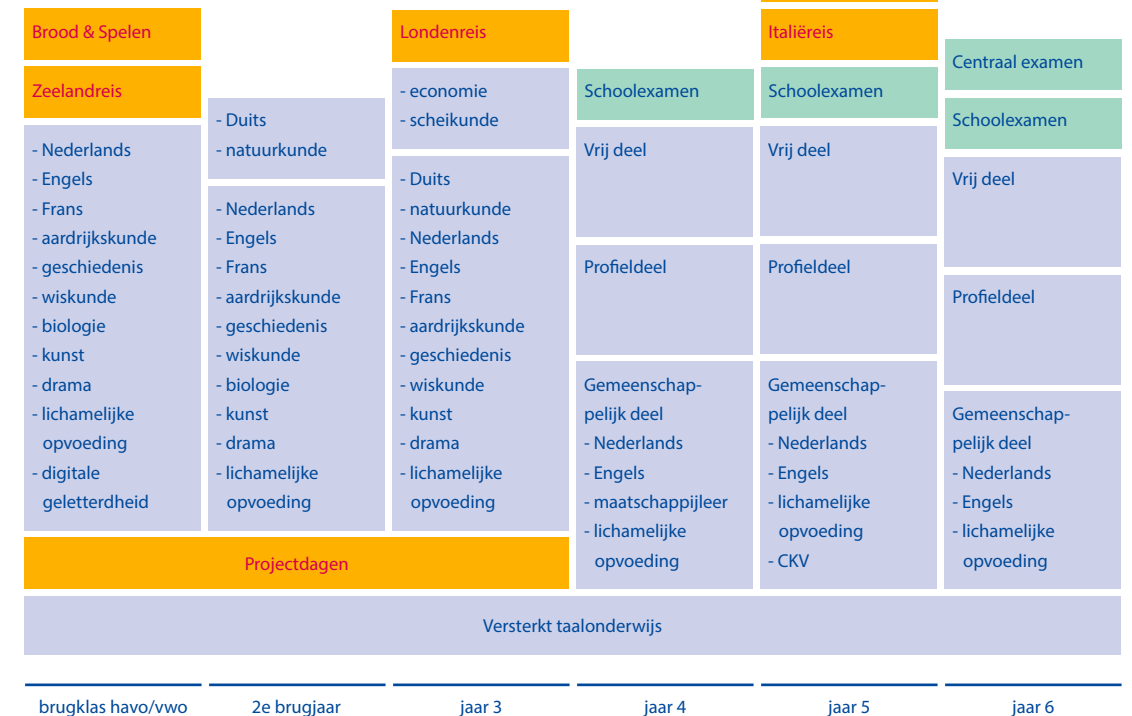 Brood & Spelen
Zeelandreis
- Nederlands
- Engels
- Frans
- aardrijkskunde
- geschiedenis
- wiskunde
- biologie
- kunst
- drama
- lichamelijke
opvoeding
- digitale
geletterdheid
- Duits
- natuurkunde
- Nederlands
- Engels
- Frans
- aardrijkskunde
- geschiedenis
- wiskunde
- biologie
- kunst
- drama
- lichamelijke
opvoeding
Londenreis
- economie
- scheikunde
- Duits
- natuurkunde
- Nederlands
- Engels
- Frans
- aardrijkskunde
- geschiedenis
- wiskunde
- kunst
- drama
- lichamelijke
opvoeding
Projectdagen
Schoolexamen
Vrij deel
Profieldeel
Gemeenschap-
pelijk deel
- Nederlands
- Engels
- maatschappijleer
- lichamelijke
opvoeding
Italiëreis
Schoolexamen
Vrij deel
Profieldeel
Gemeenschap-
pelijk deel
- Nederlands
- Engels
- lichamelijke
opvoeding
- CKV
Centraal examen
Schoolexamen
Vrij deel
Profieldeel
Gemeenschap-
pelijk deel
- Nederlands
- Engels
- lichamelijke
opvoeding
Versterkt taalonderwijs
brugklas havo/vwo
2e brugjaar
jaar 3
jaar 4
jaar 5
jaar 6